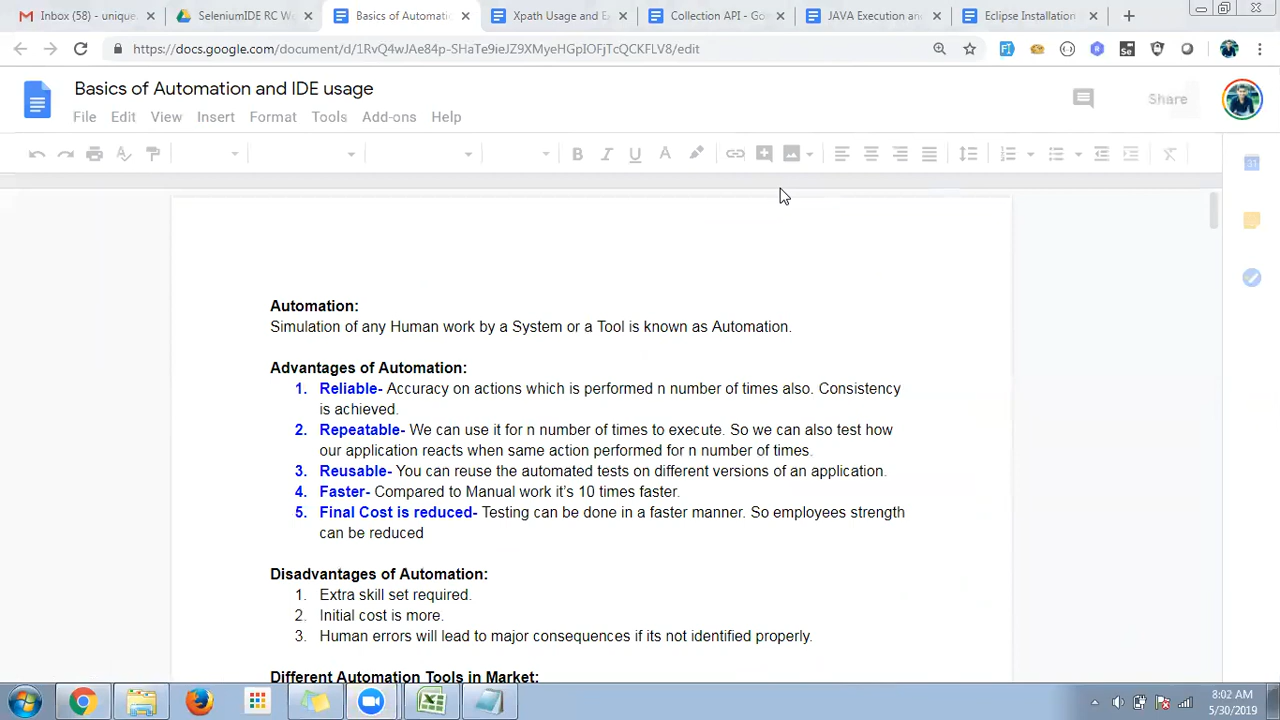 Inbox (88) - unique
SeleniumIDE By W
Basics of Automati
Xpath Usage and E
Collection API - Go
JAVA Execution an
Eclipse Installation
https://docs.google.com/document/d/1RvQ4wJAe84p-SHaTe9ieJZ9XMyeHGpIOFjTcQCKFLV8/edit
Basics of Automation and IDE usage
Share
File Edit View Insert Format Tools Add-ons Help
Automation:
Simulation of any Human work by a System or a Tool is known as Automation.
Advantages of Automation:
1. Reliable- Accuracy on actions which is performed n number of times also. Consistency
is achieved.
2. Repeatable- We can use it for n number of times to execute. So we can also test how
our application reacts when same action performed for n number of times.
3. Reusable- You can reuse the automated tests on different versions of an application.
4. Faster- Compared to Manual work it's 10 times faster.
5. Final Cost is reduced- Testing can be done in a faster manner. So employees strength
can be reduced
Disadvantages of Automation:
1. Extra skill set required.
2. Initial cost is more.
3. Human errors will lead to major consequences if its not identified properly.
Different Automation Tools in Market:
8:02 AM
5/30/2019